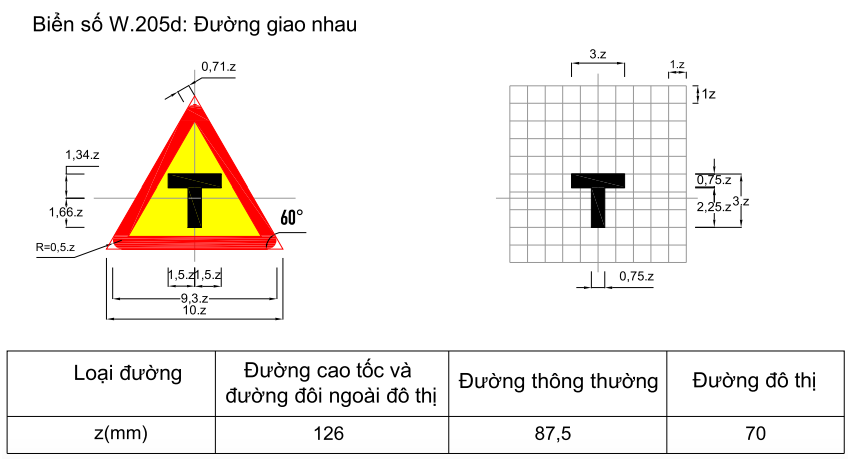 Biển số W.205d: Đường giao nhau
0,71.z
1,34.z
1,66.z
60°
R=0,5.z
1,5.z 1,5.z
9,3.z
10.z
3.z
1.z
1z
0,75.z
2,25.z
3.z
0,75.z
Loại đường
Đường cao tốc và
đường đôi ngoài đô thị
Đường thông thường
Đường đô thị
z(mm)
126
87,5
70